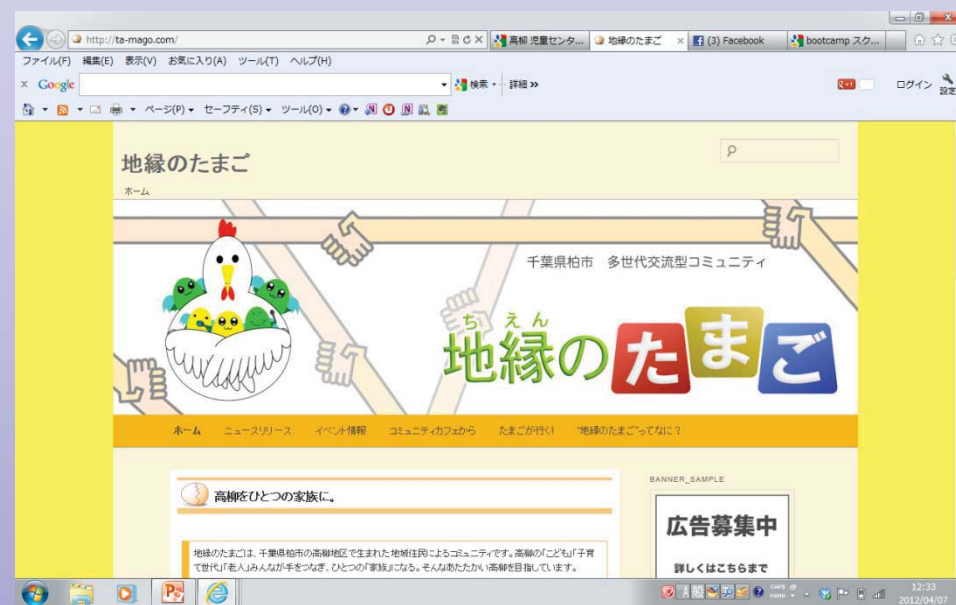 http://ta-mago.com/
高柳 児童センタ...
地縁のたまご
(3) Facebook
bootcamp スク...
ファイル(F) 編集(E) 表示(V) お気に入り(A) ツール(T) ヘルプ(H)
Google
検索
詳細 >>
ログイン
設定
ページ(P) セーフティ(S) ツール(O)
地縁のたまご
ホーム
千葉県柏市 多世代交流型コミュニティ
ち えん
地縁のたまご
ホーム ニュースリリース イベント情報 コミュニティカフェから たまごが行く! “地縁のたまご”ってなに?
BANNER_SAMPLE
高柳をひとつの家族に。
広告募集中
地縁のたまごは、千葉県柏市の高柳地区で生まれた地域住民によるコミュニティです。高柳の「こども」「子育
て世代」「老人」みんなが手をつなぎ、ひとつの「家族」になる。そんなあたたかい高柳を目指しています。
詳しくはこちらまで
12:33
2012/04/07